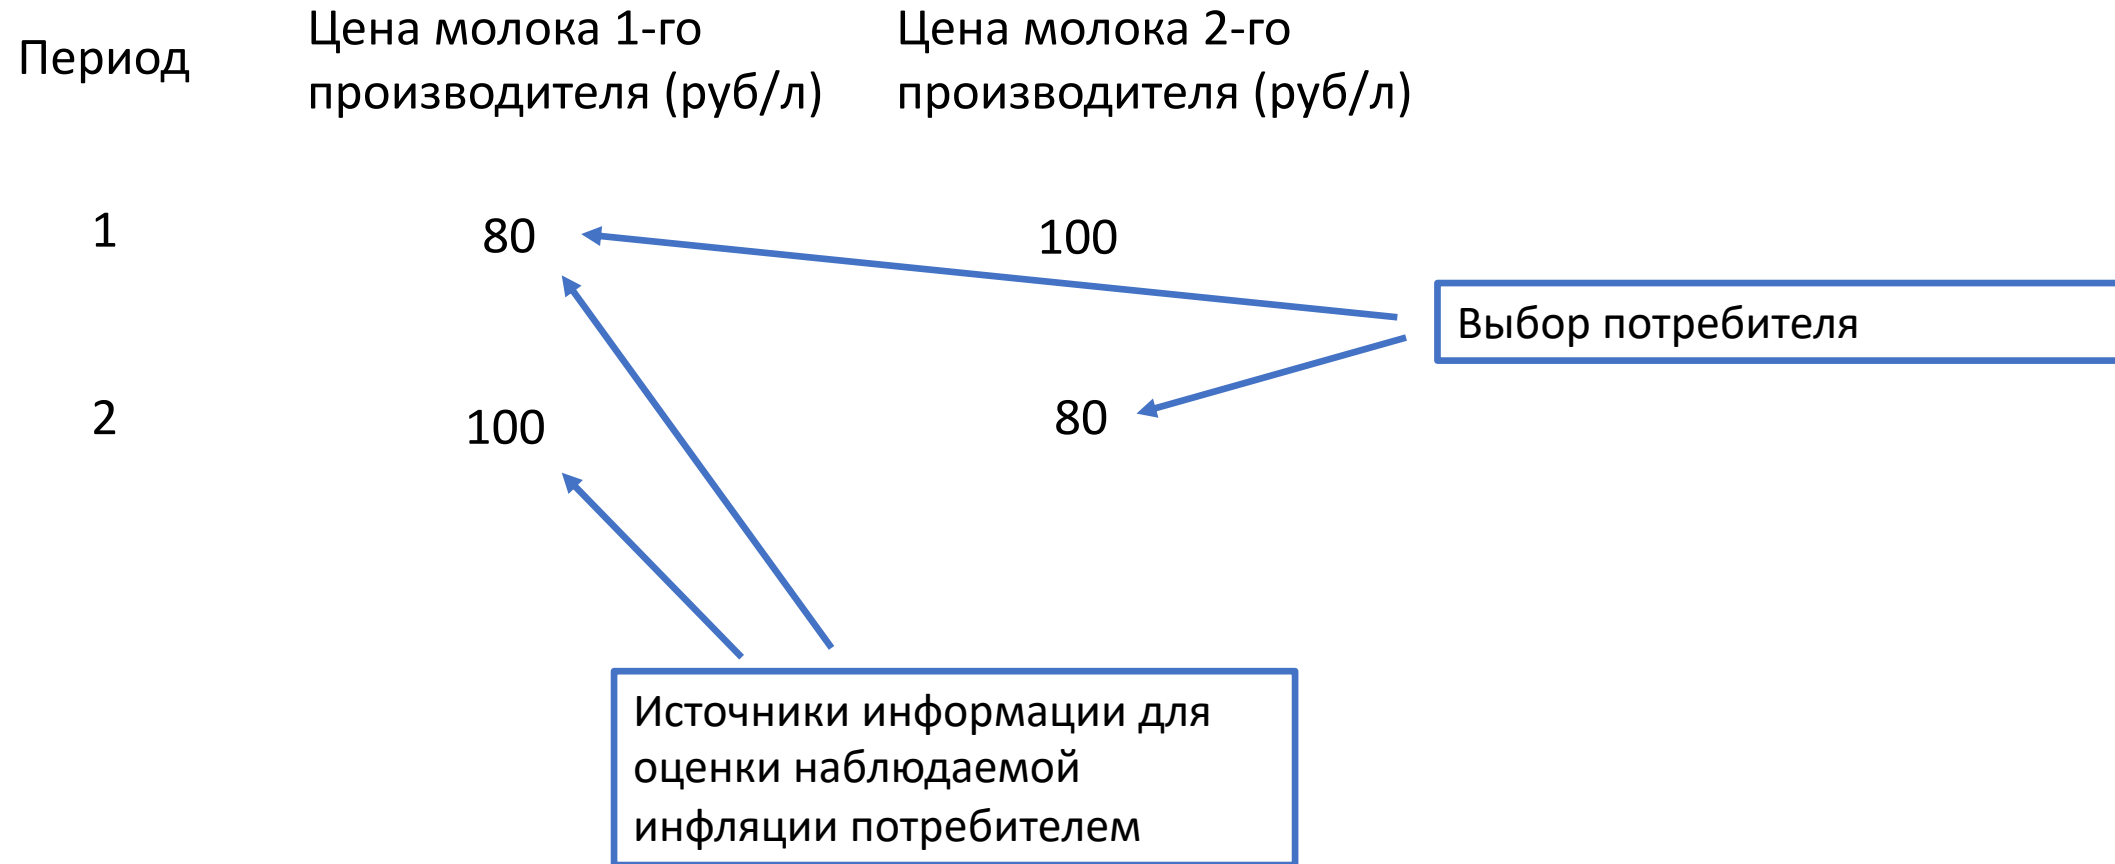 Период
Цена молока 1-го
производителя (руб/л)
Цена молока 2-го
производителя (руб/л)
1
80
100
Выбор потребителя
2
100
80
Источники информации для
оценки наблюдаемой
инфляции потребителем